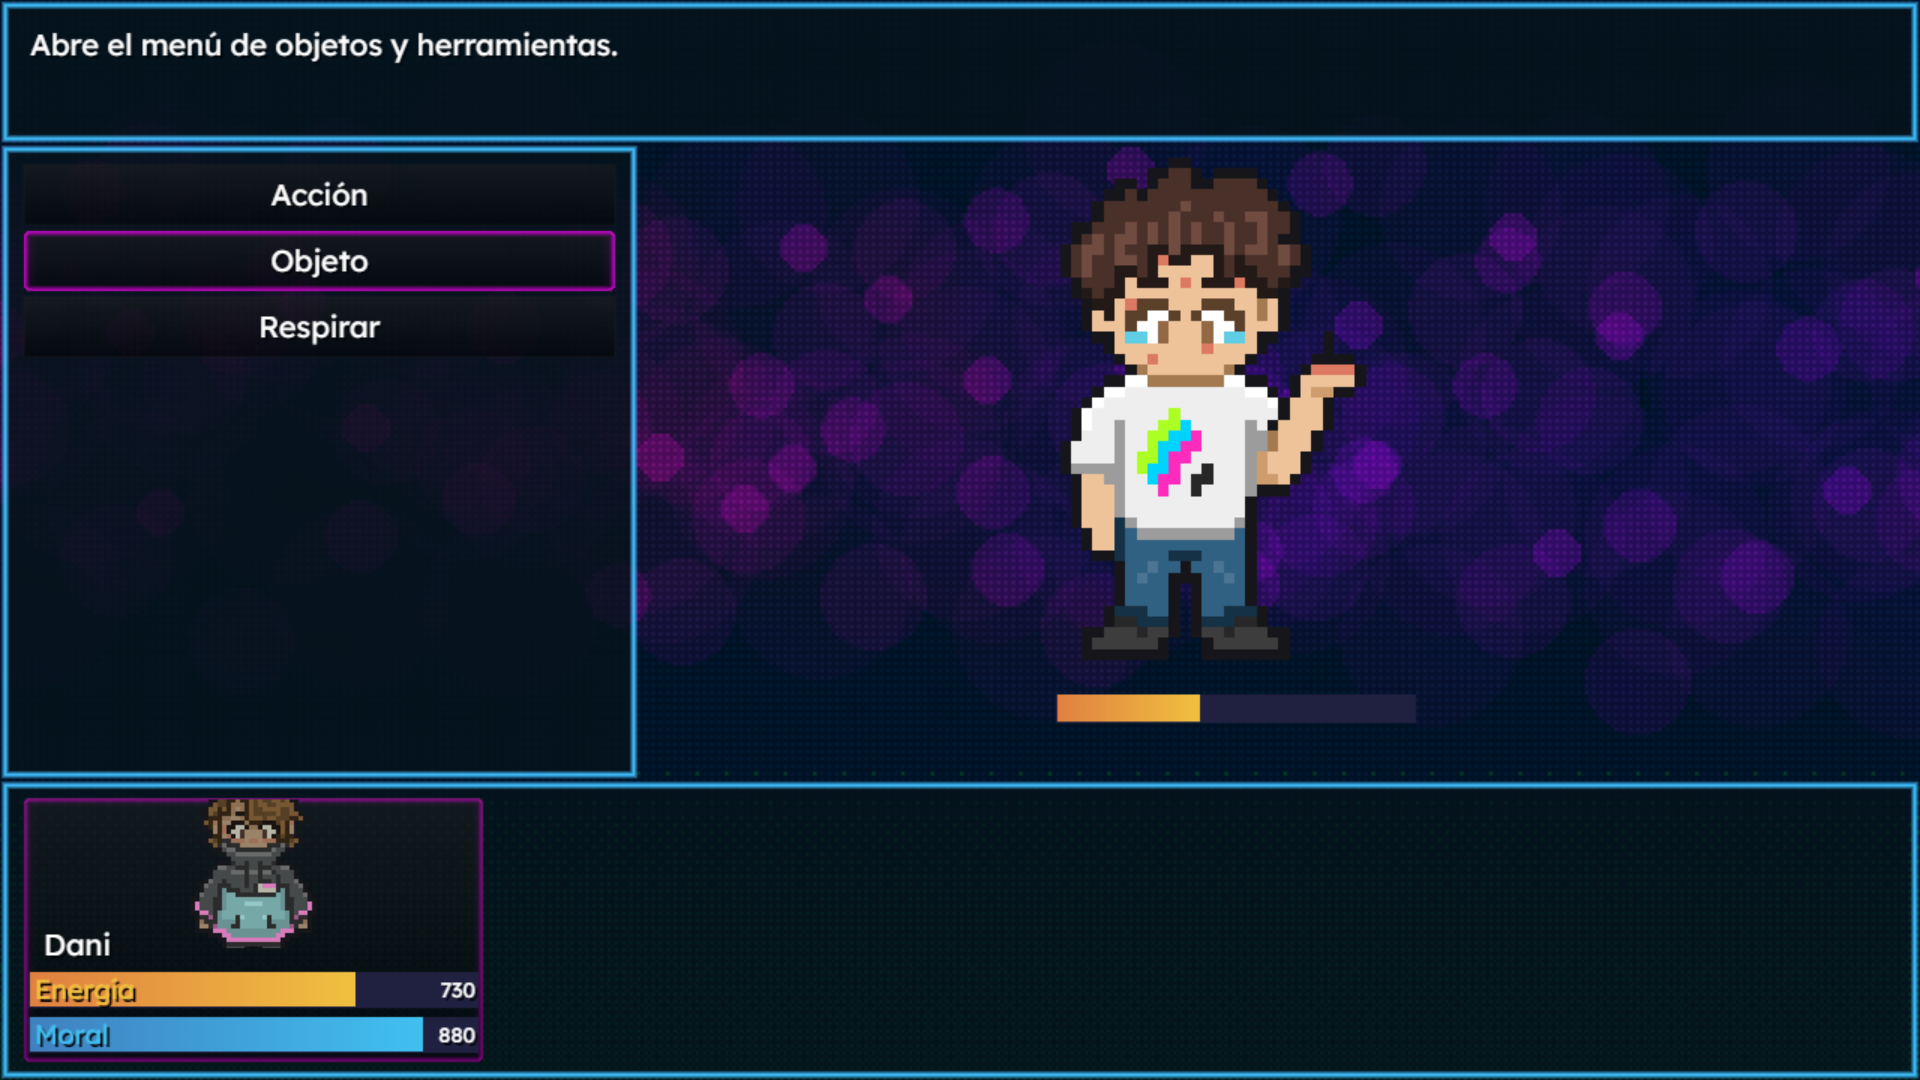 Abre el menú de objetos y herramientas.
Acción
Objeto
Respirar
Dani
Energía 730
Moral 880